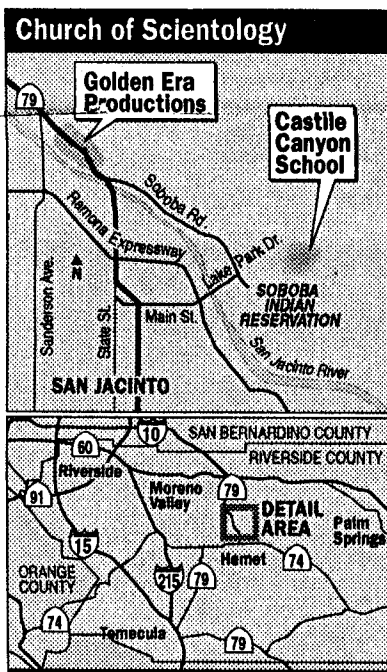 Church of Scientology
79
Golden Era
Productions
Castile
Canyon
School
Soboba Rd
Ramona Expressway
Lake Park Dr.
Sanderson Ave.
N
State St.
Main St.
SOBOBA
INDIAN
RESERVATION
San Jacinto River
SAN JACINTO
10
SAN BERNARDINO COUNTY
60
RIVERSIDE COUNTY
Riverside
Moreno
Valley
79
91
DETAIL
AREA
Palm
Springs
15
Hemet
74
ORANGE
COUNTY
215
79
74
Temecula
79